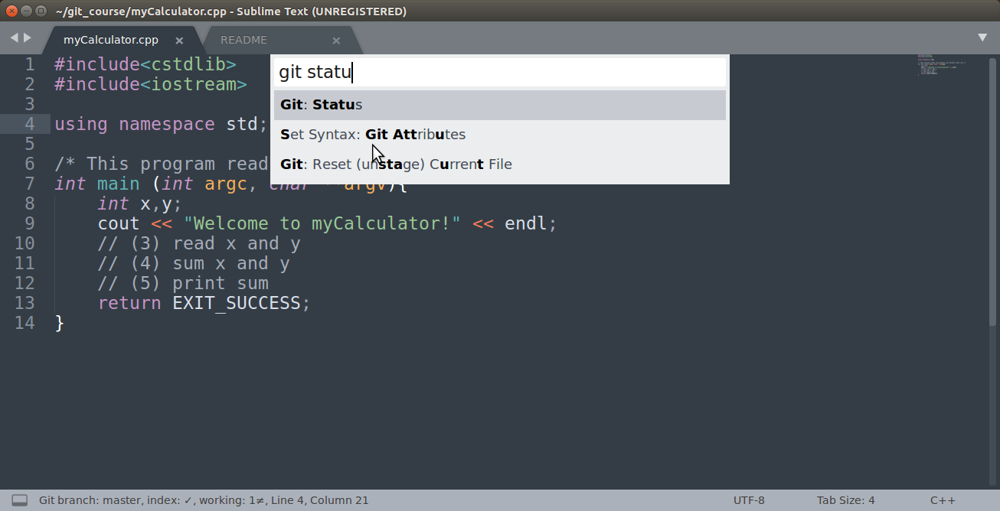 ~/git_course/myCalculator.cpp - Sublime Text (UNREGISTERED)
myCalculator.cpp × README ×
git statu
Git: Status
Set Syntax: Git Attributes
Git: Reset (unstage) Current File
1 #include<cstdlib>
2 #include<iostream>
3
4 using namespace std;
5
6 /* This program read
7 int main (int argc, char **argv){
8     int x,y;
9     cout << "Welcome to myCalculator!" << endl;
10     // (3) read x and y
11     // (4) sum x and y
12     // (5) print sum
13     return EXIT_SUCCESS;
14 }
Git branch: master, index: ✓, working: 1≠, Line 4, Column 21 UTF-8 Tab Size: 4 C++